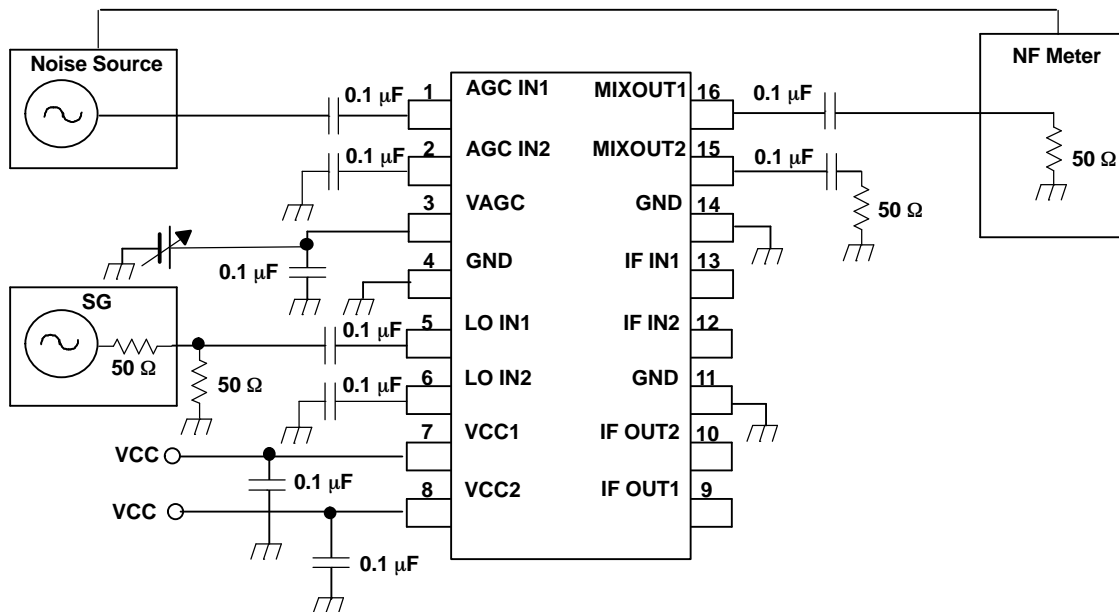 Noise Source
NF Meter
0.1 μF
1
AGC IN1
MIXOUT1
16
0.1 μF
0.1 μF
2
AGC IN2
MIXOUT2
15
0.1 μF
50 Ω
3
VAGC
GND
14
50 Ω
0.1 μF
4
GND
IF IN1
13
SG
0.1 μF
5
LO IN1
IF IN2
12
50 Ω
50 Ω
0.1 μF
6
LO IN2
GND
11
VCC
7
VCC1
IF OUT2
10
0.1 μF
VCC
8
VCC2
IF OUT1
9
0.1 μF